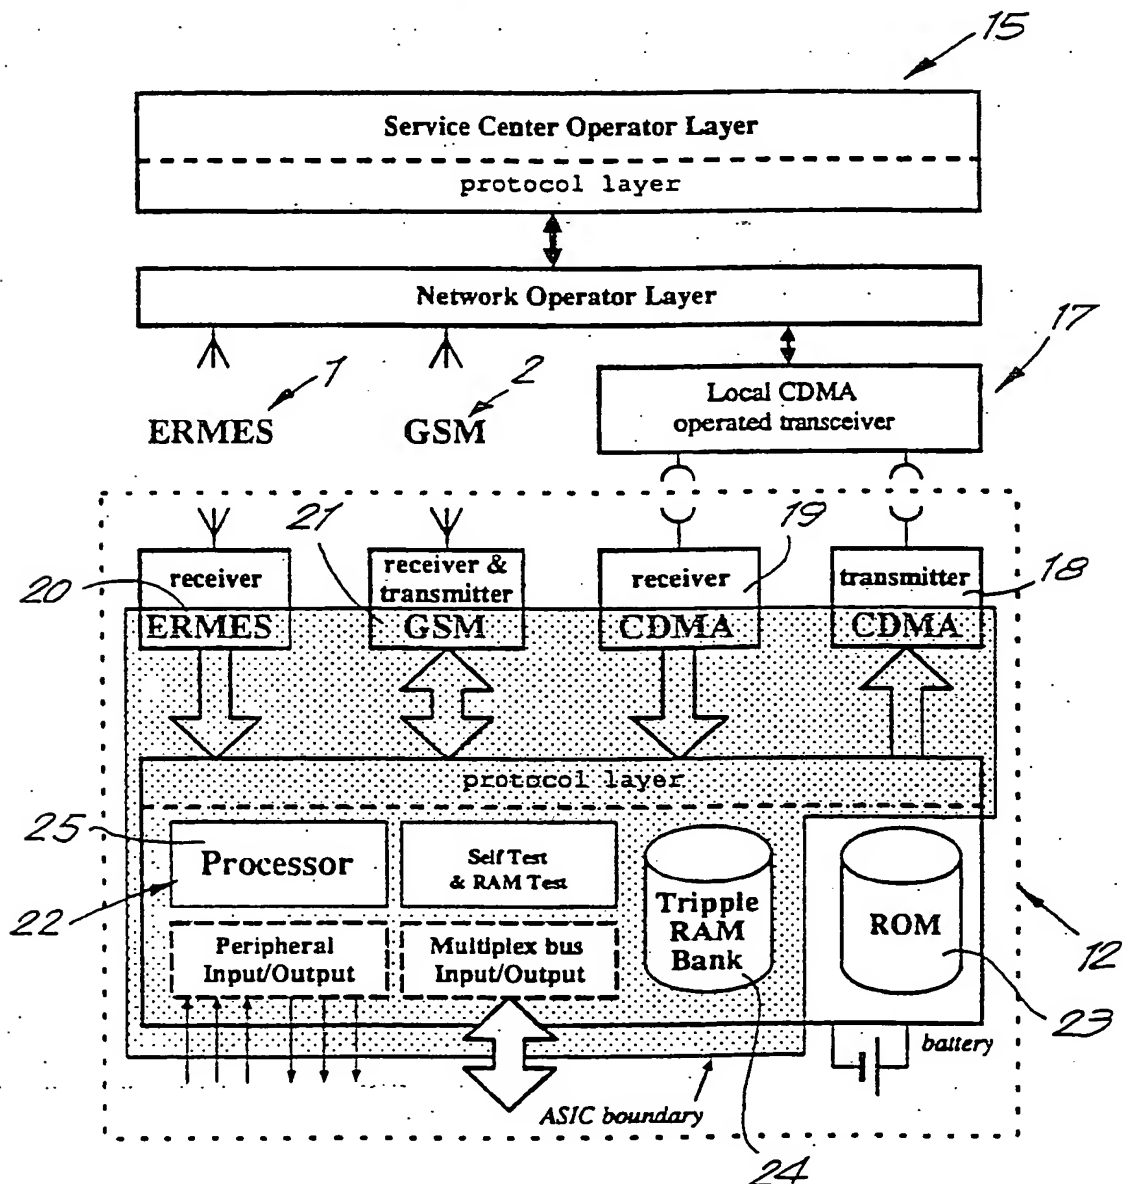 15
Service Center Operator Layer
protocol layer
Network Operator Layer
17
1
2
ERMES
GSM
Local CDMA
operated transceiver
21
19
20
receiver
receiver &
transmitter
receiver
transmitter
18
ERMES
GSM
CDMA
CDMA
protocol layer
25
Processor
Self Test
& RAM Test
Tripple
RAM
Bank
ROM
22
Peripheral
Input/Output
Multiplex bus
Input/Output
12
23
battery
ASIC boundary
24